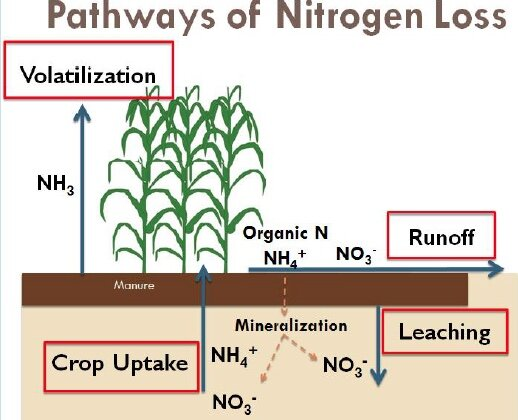 Pathways of Nitrogen Loss
Volatilization
NH₃
Organic N
NH₄⁺ NO₃⁻
Runoff
Manure
Mineralization
Leaching
Crop Uptake
NH₄⁺
NO₃⁻
NO₃⁻